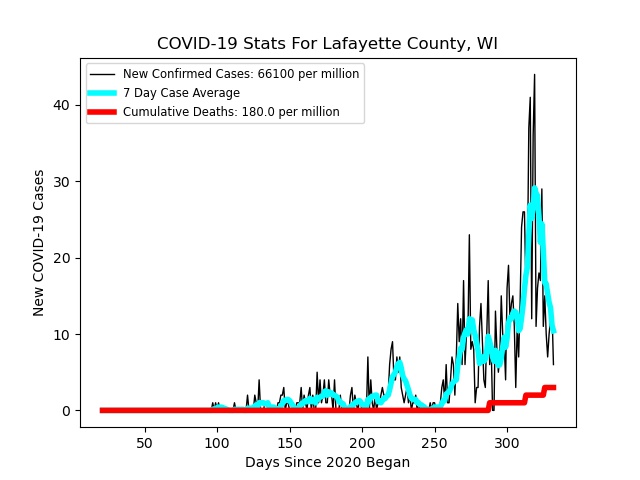 COVID-19 Stats For Lafayette County, WI
New Confirmed Cases: 66100 per million
7 Day Case Average
Cumulative Deaths: 180.0 per million
New COVID-19 Cases
40
30
20
10
0
50 100 150 200 250 300
Days Since 2020 Began